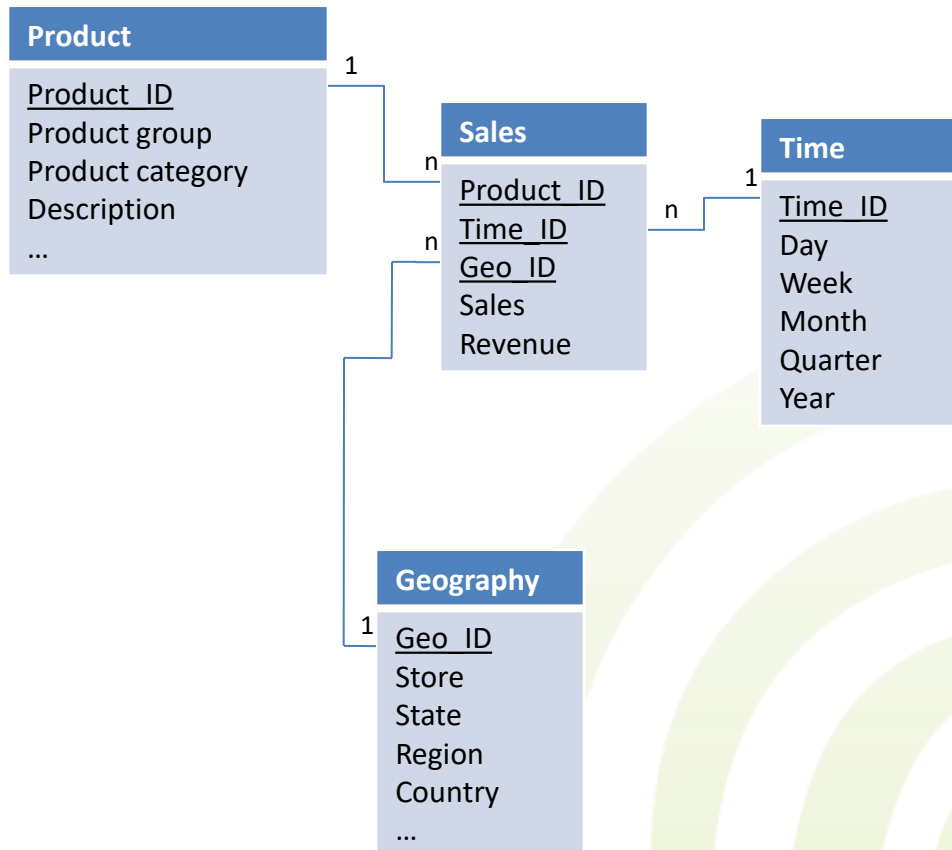 Product
Product_ID
Product group
Product category
Description
...
1
n
Sales
Product_ID
Time_ID
Geo_ID
Sales
Revenue
n
n
1
Time
Time_ID
Day
Week
Month
Quarter
Year
1
Geography
Geo_ID
Store
State
Region
Country
...